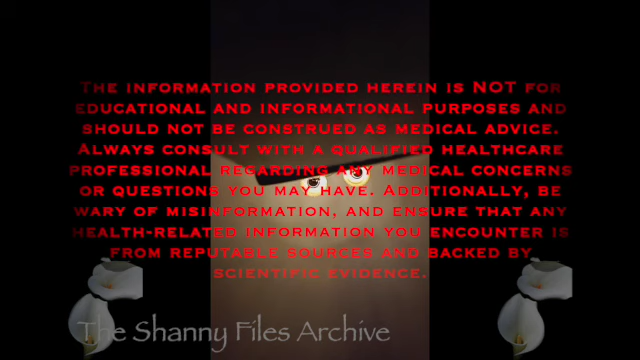 The information provided herein is NOT for
educational and informational purposes and
should not be construed as medical advice.
Always consult with a qualified healthcare
professional regarding any medical concerns
or questions you may have. Additionally, be
wary of misinformation, and ensure that any
health-related information you encounter is
from reputable sources and backed by
scientific evidence.
The Shanny Files Archive